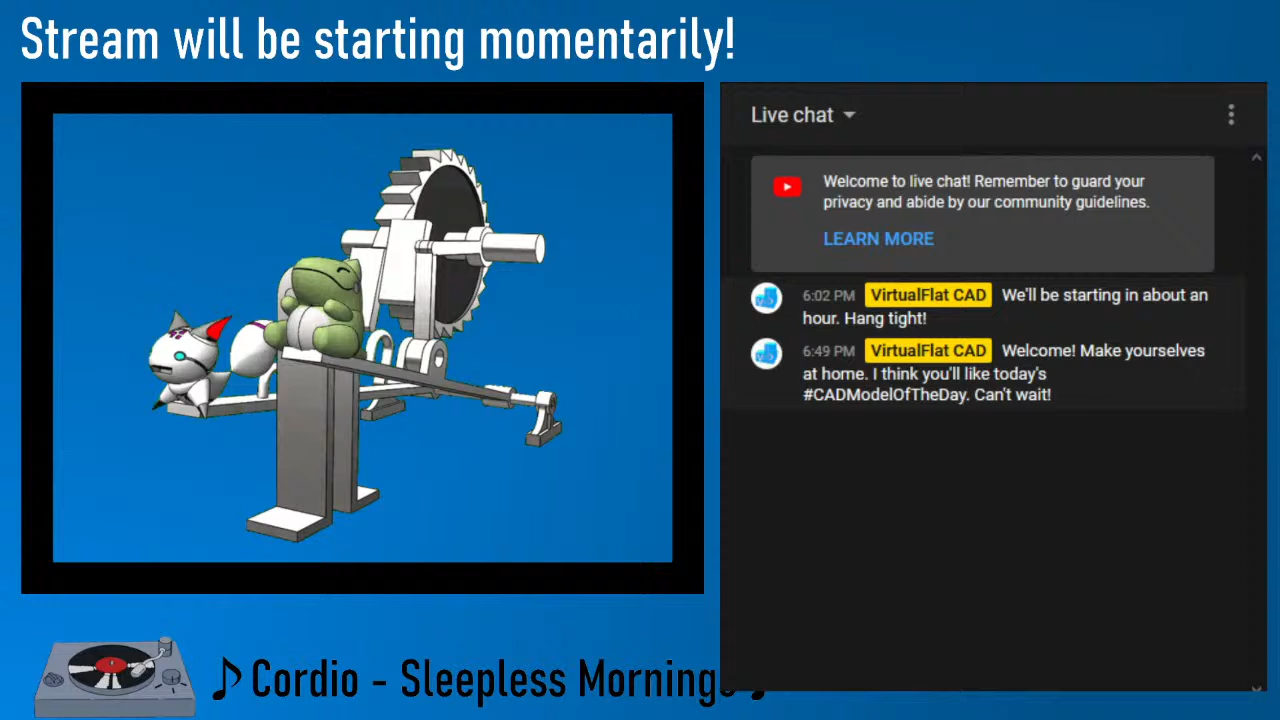 Stream will be starting momentarily!
Live chat
Welcome to live chat! Remember to guard your
privacy and abide by our community guidelines.
LEARN MORE
6:02 PM VirtualFlat CAD We'll be starting in about an
hour. Hang tight!
6:49 PM VirtualFlat CAD Welcome! Make yourselves
at home. I think you'll like today's
#CADModelOfTheDay. Can't wait!
♪ Cordio - Sleepless Mornings ♪